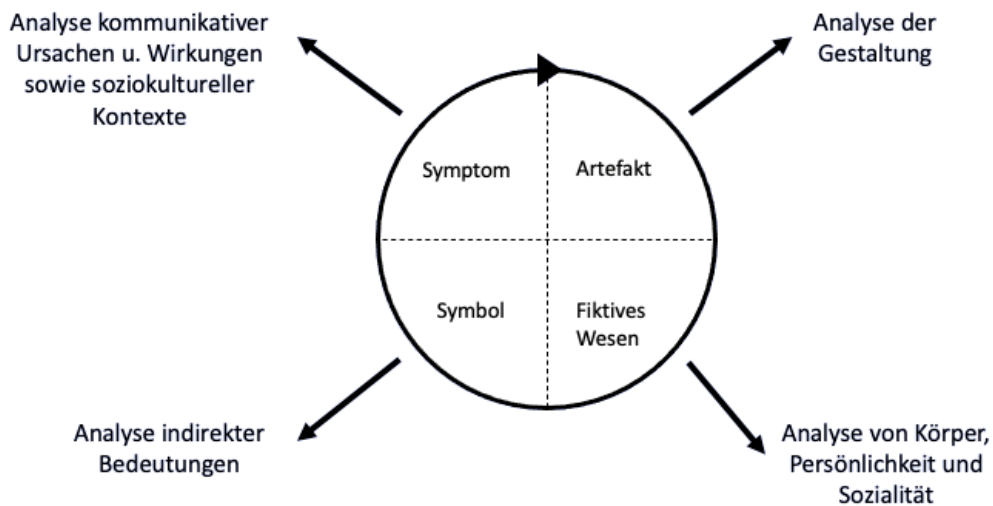 Analyse kommunikativer
Ursachen u. Wirkungen
sowie soziokultureller
Kontexte
Analyse der
Gestaltung
Symptom
Artefakt
Symbol
Fiktives
Wesen
Analyse indirekter
Bedeutungen
Analyse von Körper,
Persönlichkeit und
Sozialität